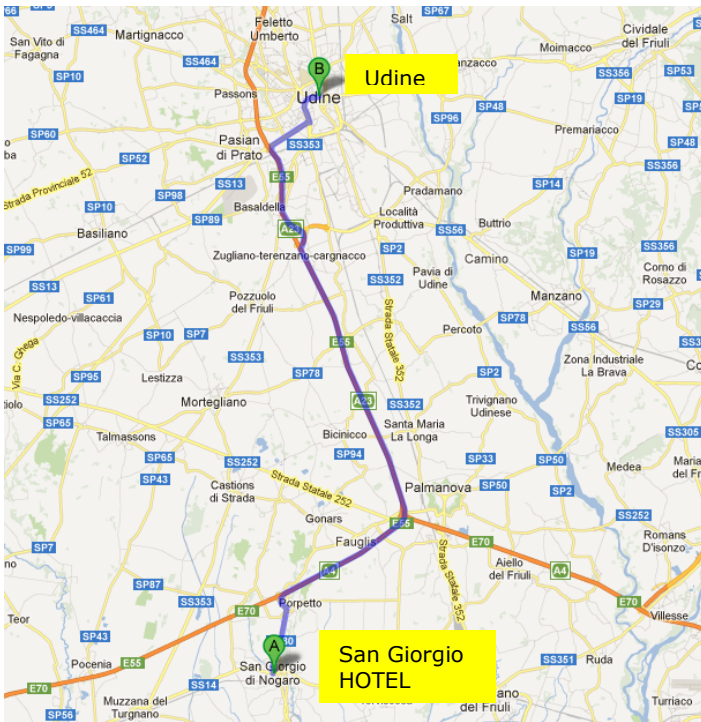 SS464
Martignacco
Feletto
Umberto
Salt
SP67
Cividale
del Friuli
San Vito di
Fagagna
SP10
SS464
Moimacco
SS356
SP53
B
Udine
Passons
Udine
SP48
SP19
SP60
SP96
Premariacco
SP48
Pasian
di Prato
SS353
SP52
SS356
Strada Provinciale 52
SS13
E55
SP98
Pradamano
SP14
SP10
Basaldella
Località
Produttiva
Buttrio
Basiliano
SP89
A23
SS56
SP99
Zugliano-terenzano-cargnacco
SP2
Camino
SP19
SS356
SS352
Pavia di
Udine
Corno di
Rosazzo
SS13
SP61
Pozzuolo
del Friuli
Manzano
SP29
Nespoledo-villacaccia
SP10
SP7
Strada Statale 352
SP78
SS56
Via C. Ghega
E55
Percoto
SS353
Zona Industriale
La Brava
SP95
Lestizza
SP78
SP2
SS252
Mortegliano
A23
SS352
Trivignano
Udinese
SP65
Talmassons
Bicinicco
Santa Maria
La Longa
SS305
SP65
SS252
SP94
SP33
SP50
Medea
SP43
Castions
di Strada
Strada Statale 252
Palmanova
SP50
SP2
Gonars
E55
SS252
SP7
Fauglis
Romans
D'isonzo
Aiello
del Friuli
E70
A4
A4
SP87
Strada Statale 352
SS353
E70
Porpetto
E70
Teor
Villesse
SP43
A
San Giorgio
HOTEL
Pocenia
E55
San Giorgio
di Nogaro
SS351
Ruda
E70
SS14
Muzzana del
Turgnano
SP56
del Friuli
Turriaco